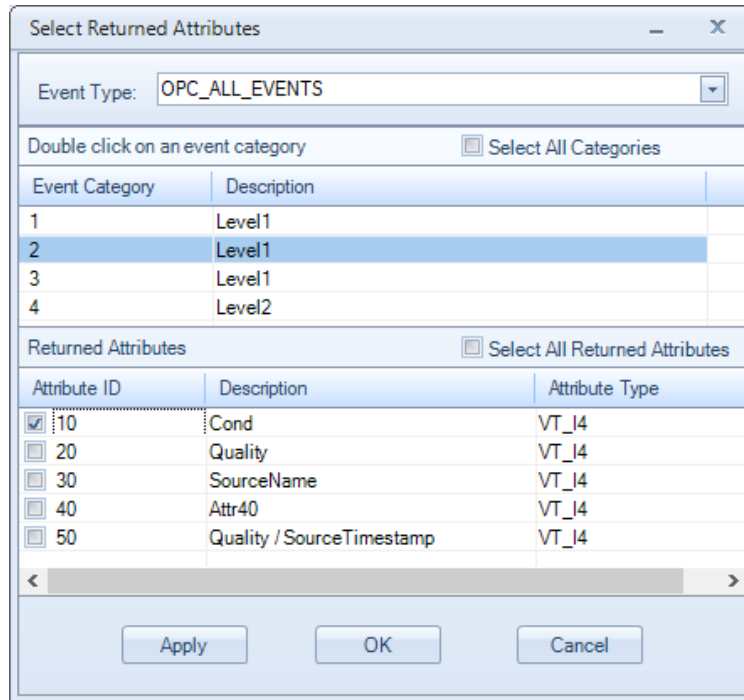 Select Returned Attributes
Event Type: OPC_ALL_EVENTS
Double click on an event category Select All Categories
Event Category Description
1 Level1
2 Level1
3 Level1
4 Level2
Returned Attributes Select All Returned Attributes
Attribute ID Description Attribute Type
10 Cond VT_I4
20 Quality VT_I4
30 SourceName VT_I4
40 Attr40 VT_I4
50 Quality / SourceTimestamp VT_I4
Apply OK Cancel